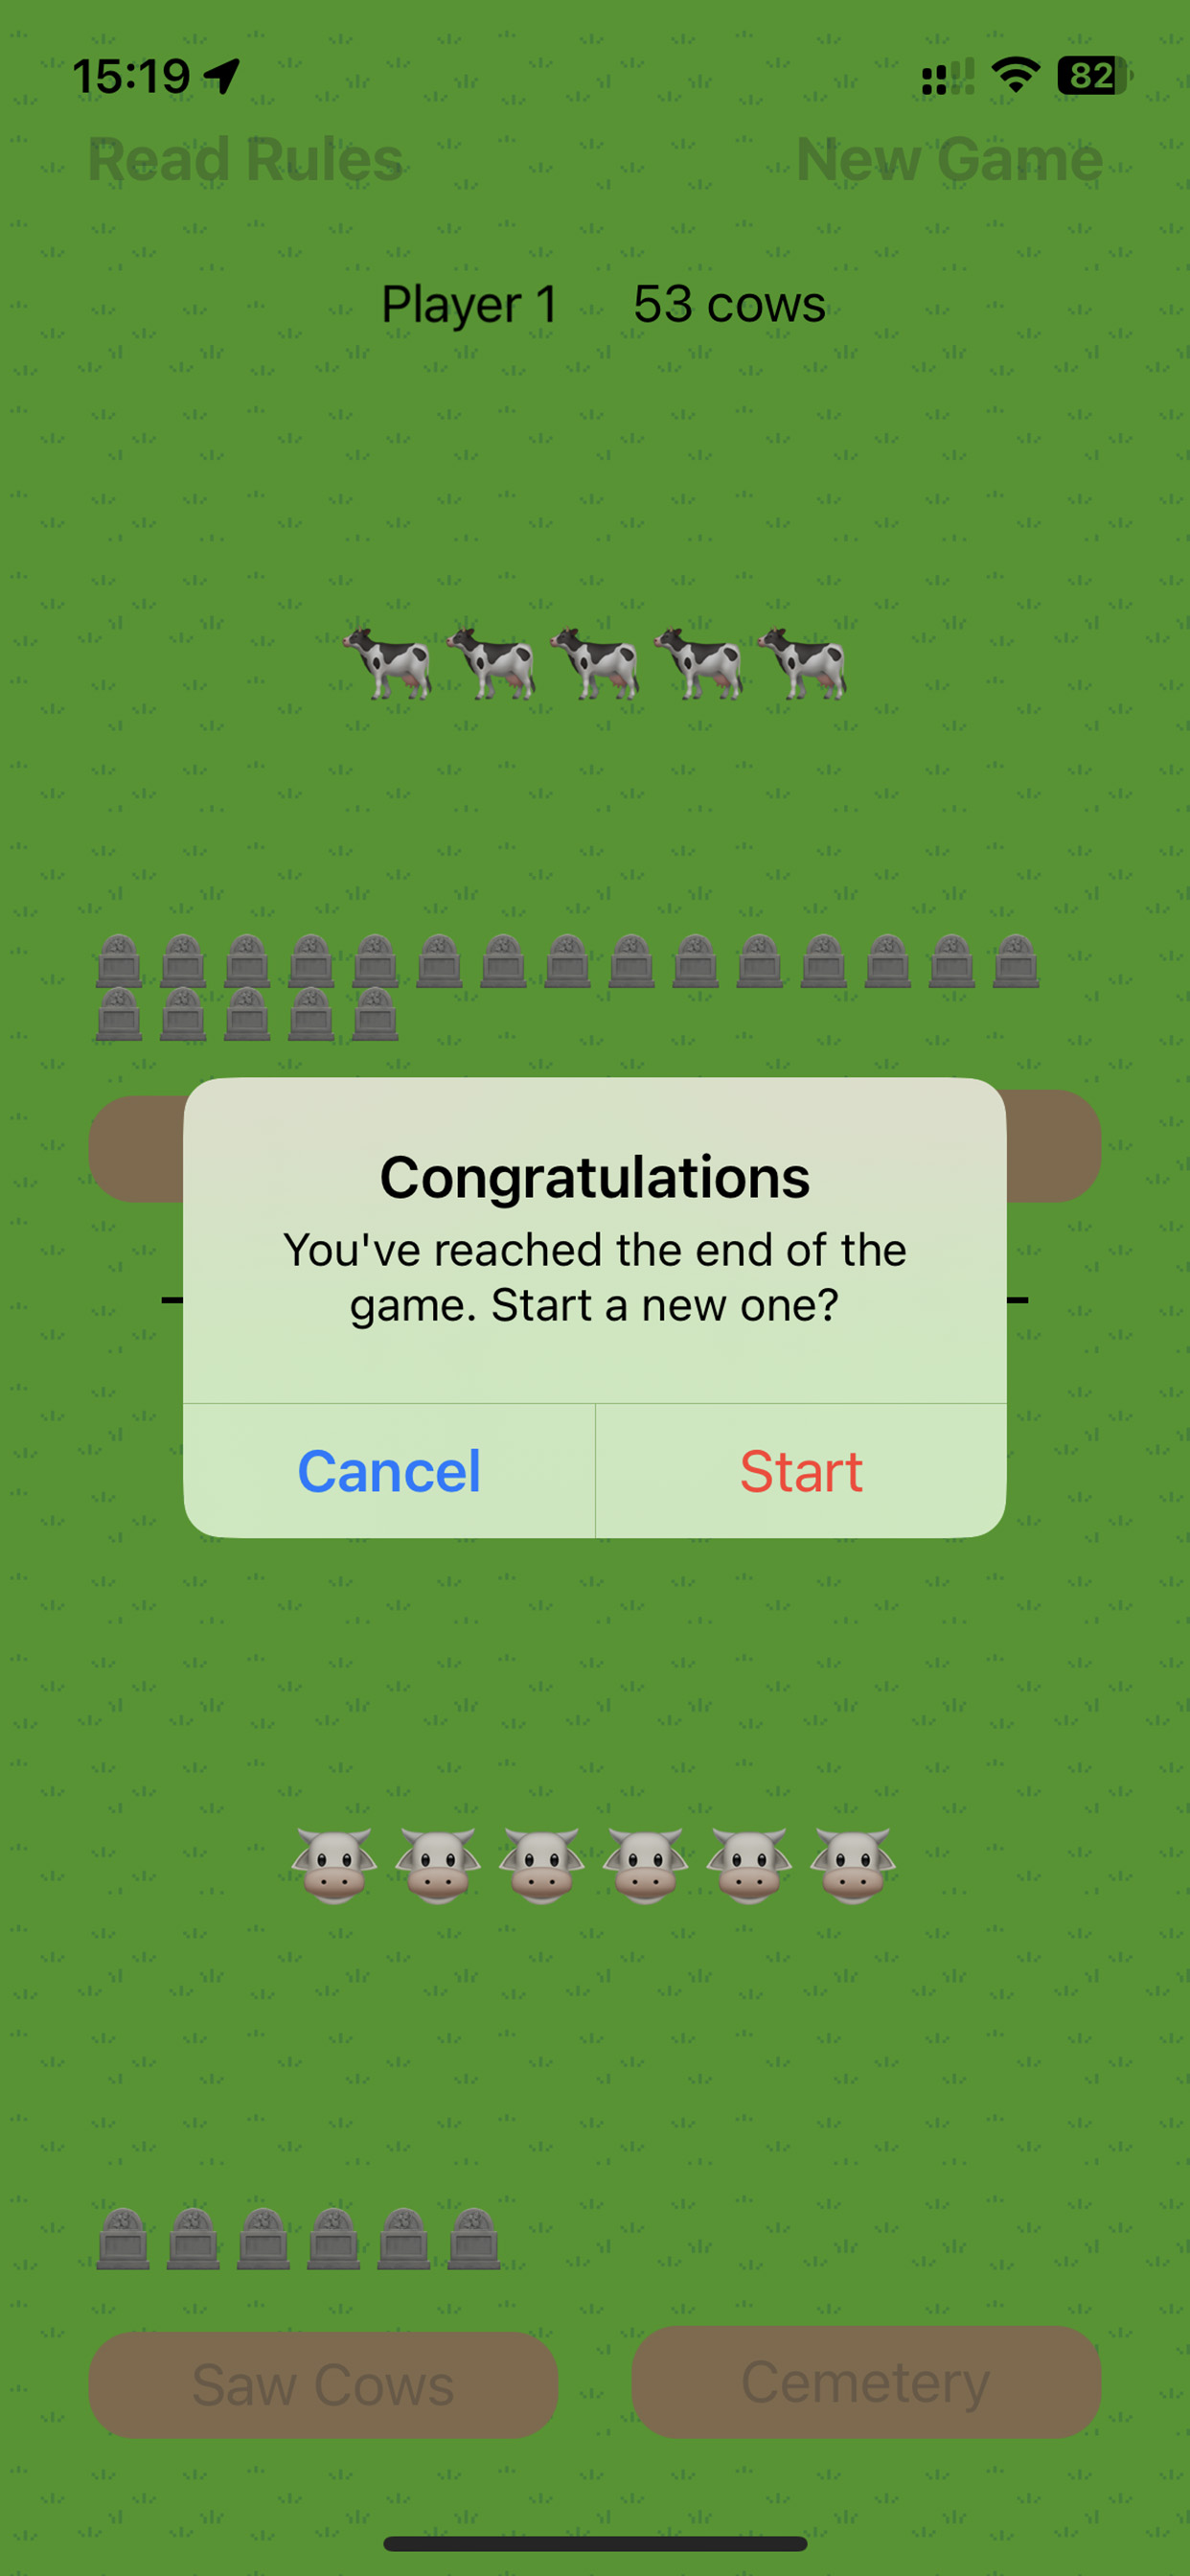 15:19
82
Read Rules
New Game
Player 1
53 cows
Congratulations
You've reached the end of the
game. Start a new one?
Cancel
Start
Saw Cows
Cemetery